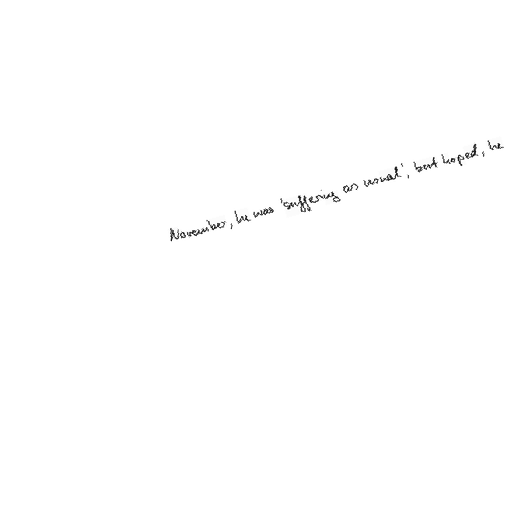 November, he was 'suffering as usual', but hoped, he